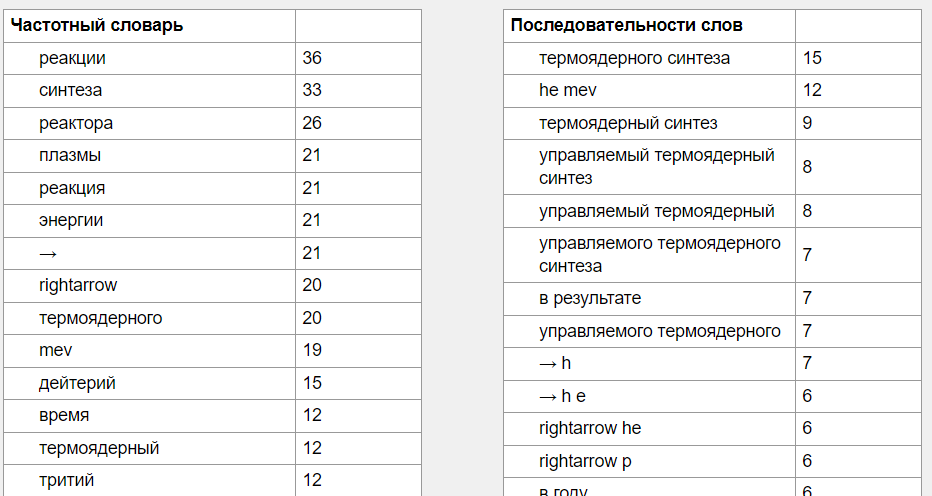 Частотный словарь
реакции 36
синтеза 33
реактора 26
плазмы 21
реакция 21
энергии 21
→ 21
rightarrow 20
термоядерного 20
mev 19
дейтерий 15
время 12
термоядерный 12
тритий 12
Последовательности слов
термоядерного синтеза 15
he mev 12
термоядерный синтез 9
управляемый термоядерный
синтез 8
управляемый термоядерный 8
управляемого термоядерного
синтеза 7
в результате 7
управляемого термоядерного 7
→ h 7
→ h e 6
rightarrow he 6
rightarrow p 6
в году 6